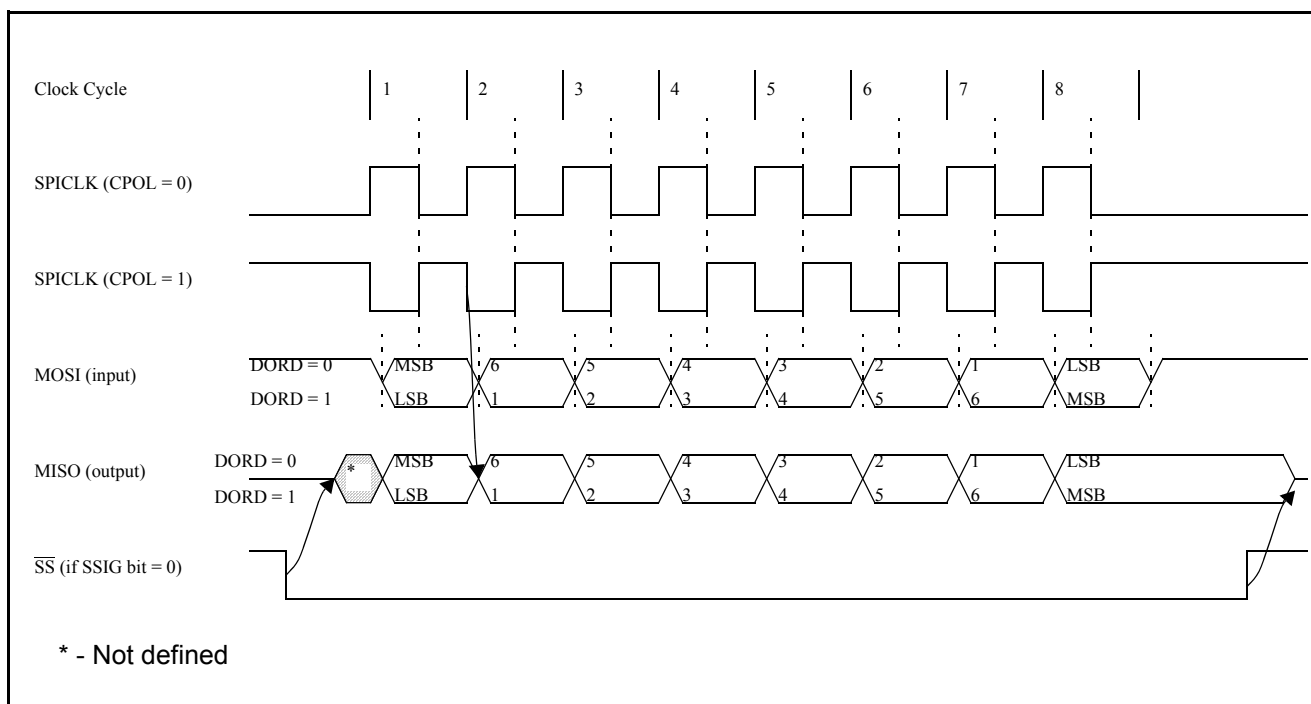 Clock Cycle 1 2 3 4 5 6 7 8
SPICLK (CPOL = 0)
SPICLK (CPOL = 1)
MOSI (input)
DORD = 0 MSB 6 5 4 3 2 1 LSB
DORD = 1 LSB 1 2 3 4 5 6 MSB
MISO (output)
DORD = 0 * MSB 6 5 4 3 2 1 LSB
DORD = 1 LSB 1 2 3 4 5 6 MSB
SS (if SSIG bit = 0)
* - Not defined